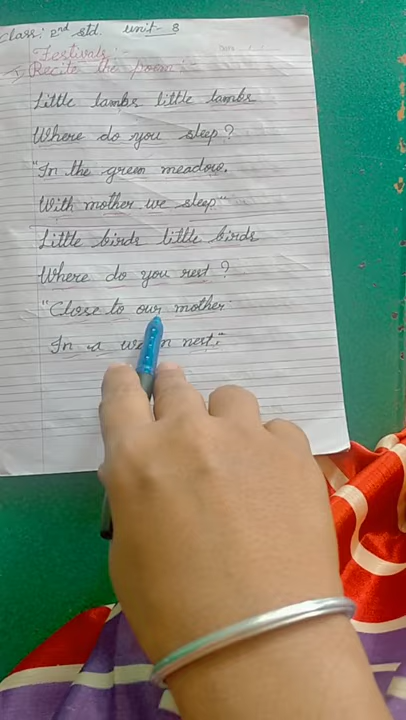 Class: 2nd std. unit- 8
Festivals:-
I) Recite the poem:-
Little lambs little lambs
Where do you sleep?
"In the green meadow.
With mother we sleep"
Little birds little birds
Where do you rest?
"Close to our mother
In a nest."